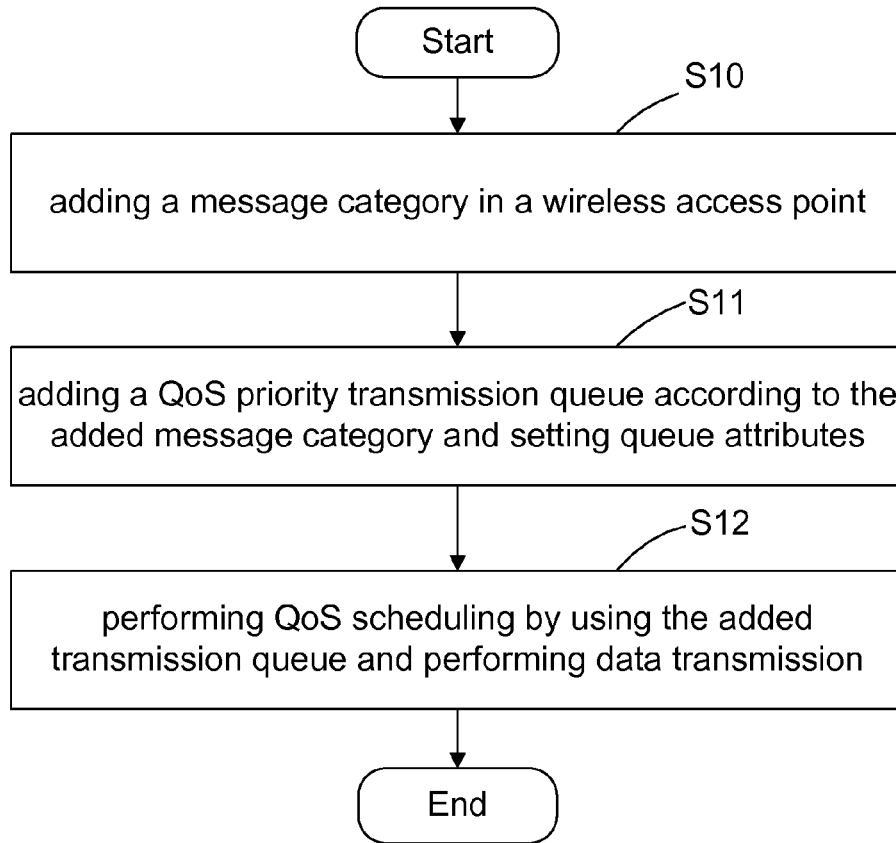 Start
S10
adding a message category in a wireless access point
S11
adding a QoS priority transmission queue according to the
added message category and setting queue attributes
S12
performing QoS scheduling by using the added
transmission queue and performing data transmission
End